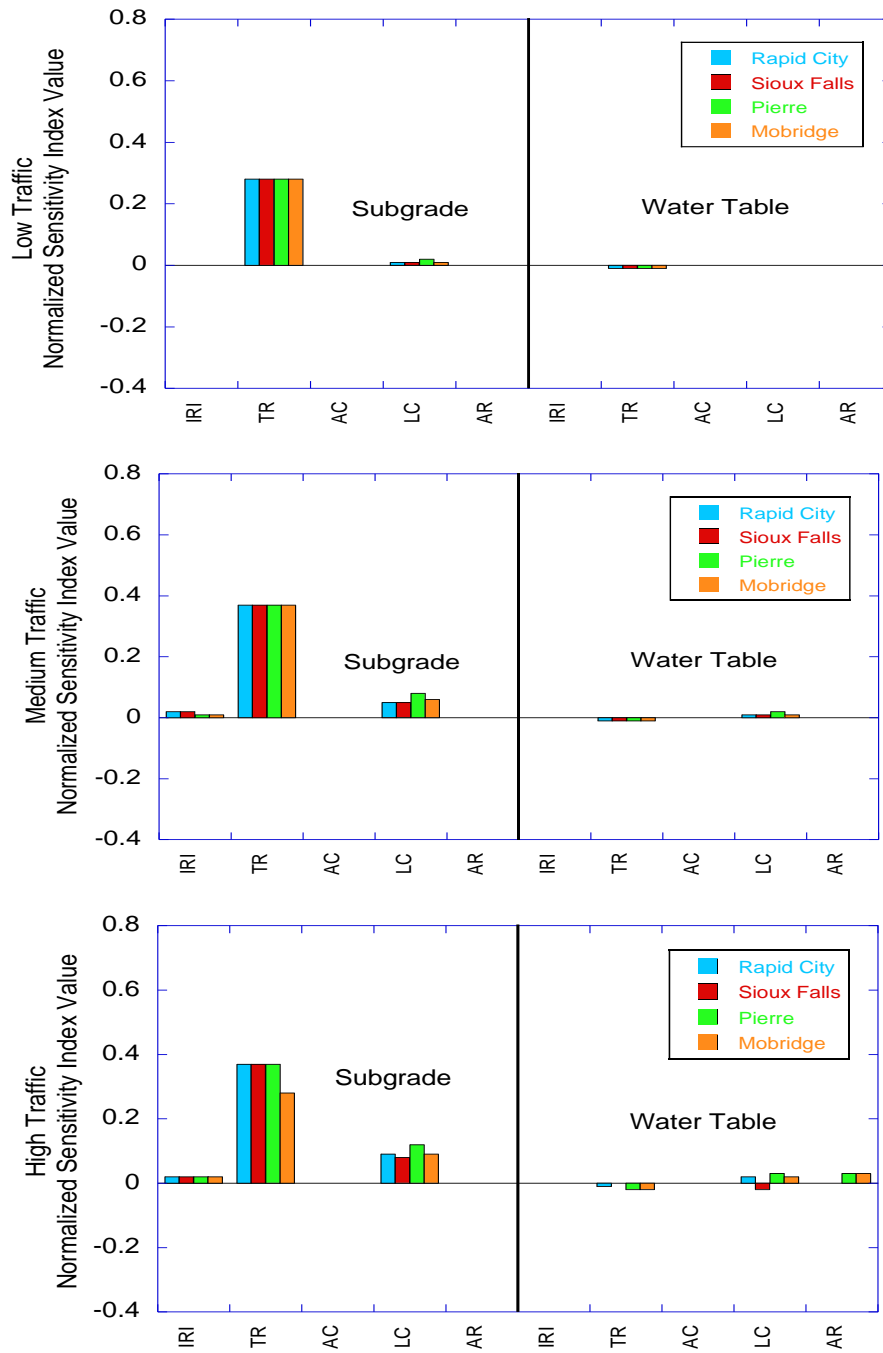 Low Traffic
Normalized Sensitivity Index Value
0.8
0.6
0.4
0.2
0
-0.2
-0.4
Rapid City
Sioux Falls
Pierre
Mobridge
Subgrade
Water Table
IRI
TR
AC
LC
AR
IRI
TR
AC
LC
AR
Medium Traffic
Normalized Sensitivity Index Value
0.8
0.6
0.4
0.2
0
-0.2
-0.4
Rapid City
Sioux Falls
Pierre
Mobridge
Subgrade
Water Table
IRI
TR
AC
LC
AR
IRI
TR
AC
LC
AR
High Traffic
Normalized Sensitivity Index Value
0.8
0.6
0.4
0.2
0
-0.2
-0.4
Rapid City
Sioux Falls
Pierre
Mobridge
Subgrade
Water Table
IRI
TR
AC
LC
AR
IRI
TR
AC
LC
AR